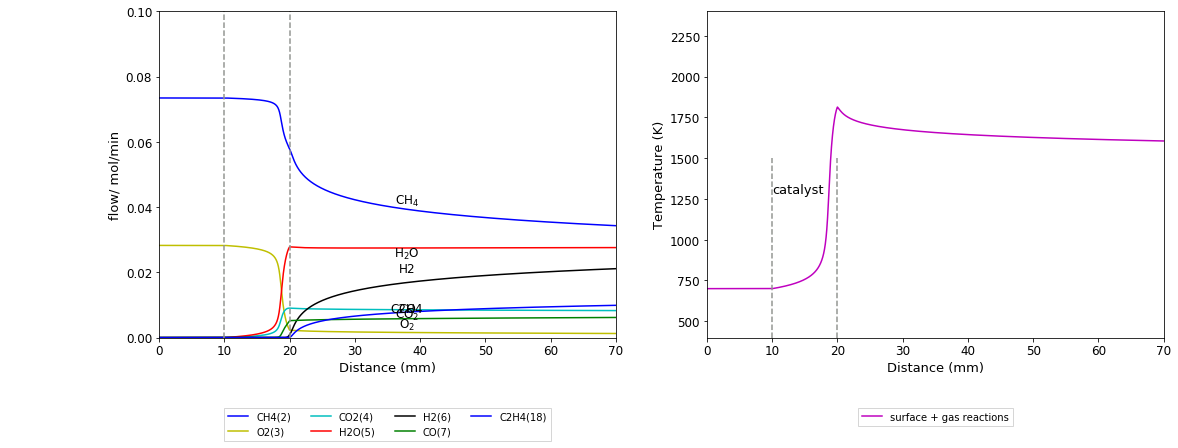 0.10
0.08
0.06
0.04
0.02
0.00
flow/ mol/min
CH4
H2O
H2
O2
0 10 20 30 40 50 60 70
Distance (mm)
CH4(2) CO2(4) H2(6) C2H4(18)
O2(3) H2O(5) CO(7)
2250
2000
1750
1500
1250
1000
750
500
Temperature (K)
catalyst
0 10 20 30 40 50 60 70
Distance (mm)
surface + gas reactions